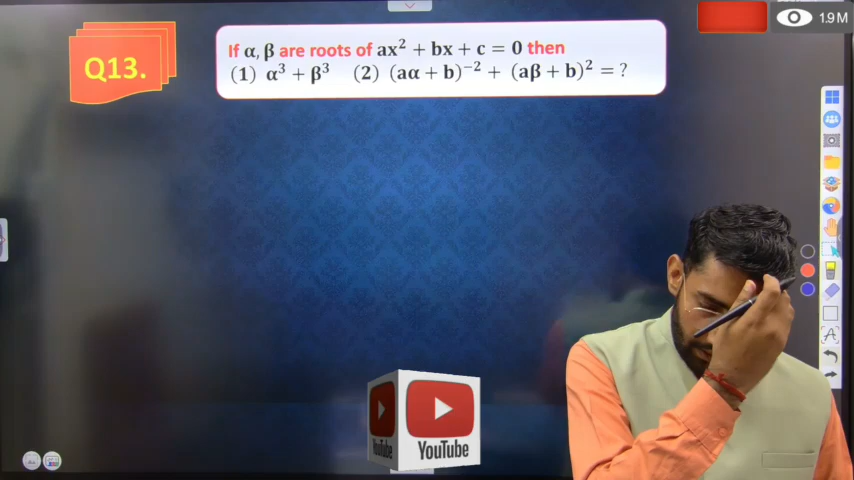 Q13.
If α, β are roots of ax² + bx + c = 0 then
(1) α³ + β³ (2) (aα + b)⁻² + (aβ + b)² = ?
1.9M
YouTube
YouTube